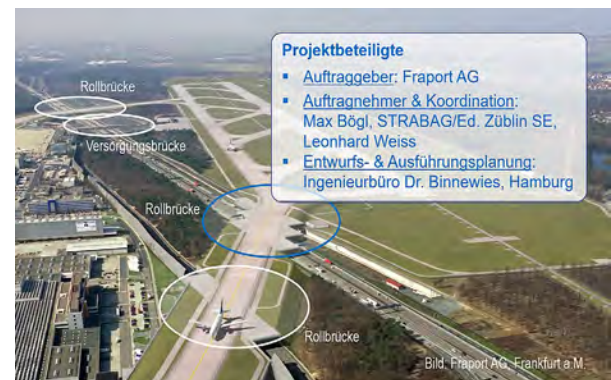 Projektbeteiligte
▪ Auftraggeber: Fraport AG
▪ Auftragnehmer & Koordination:
Max Bögl, STRABAG/Ed. Züblin SE,
Leonhard Weiss
▪ Entwurfs- & Ausführungsplanung:
Ingenieurbüro Dr. Binnewies, Hamburg
Rollbrücke
Versorgungsbrücke
Rollbrücke
Rollbrücke
Bild: Fraport AG, Frankfurt a.M.